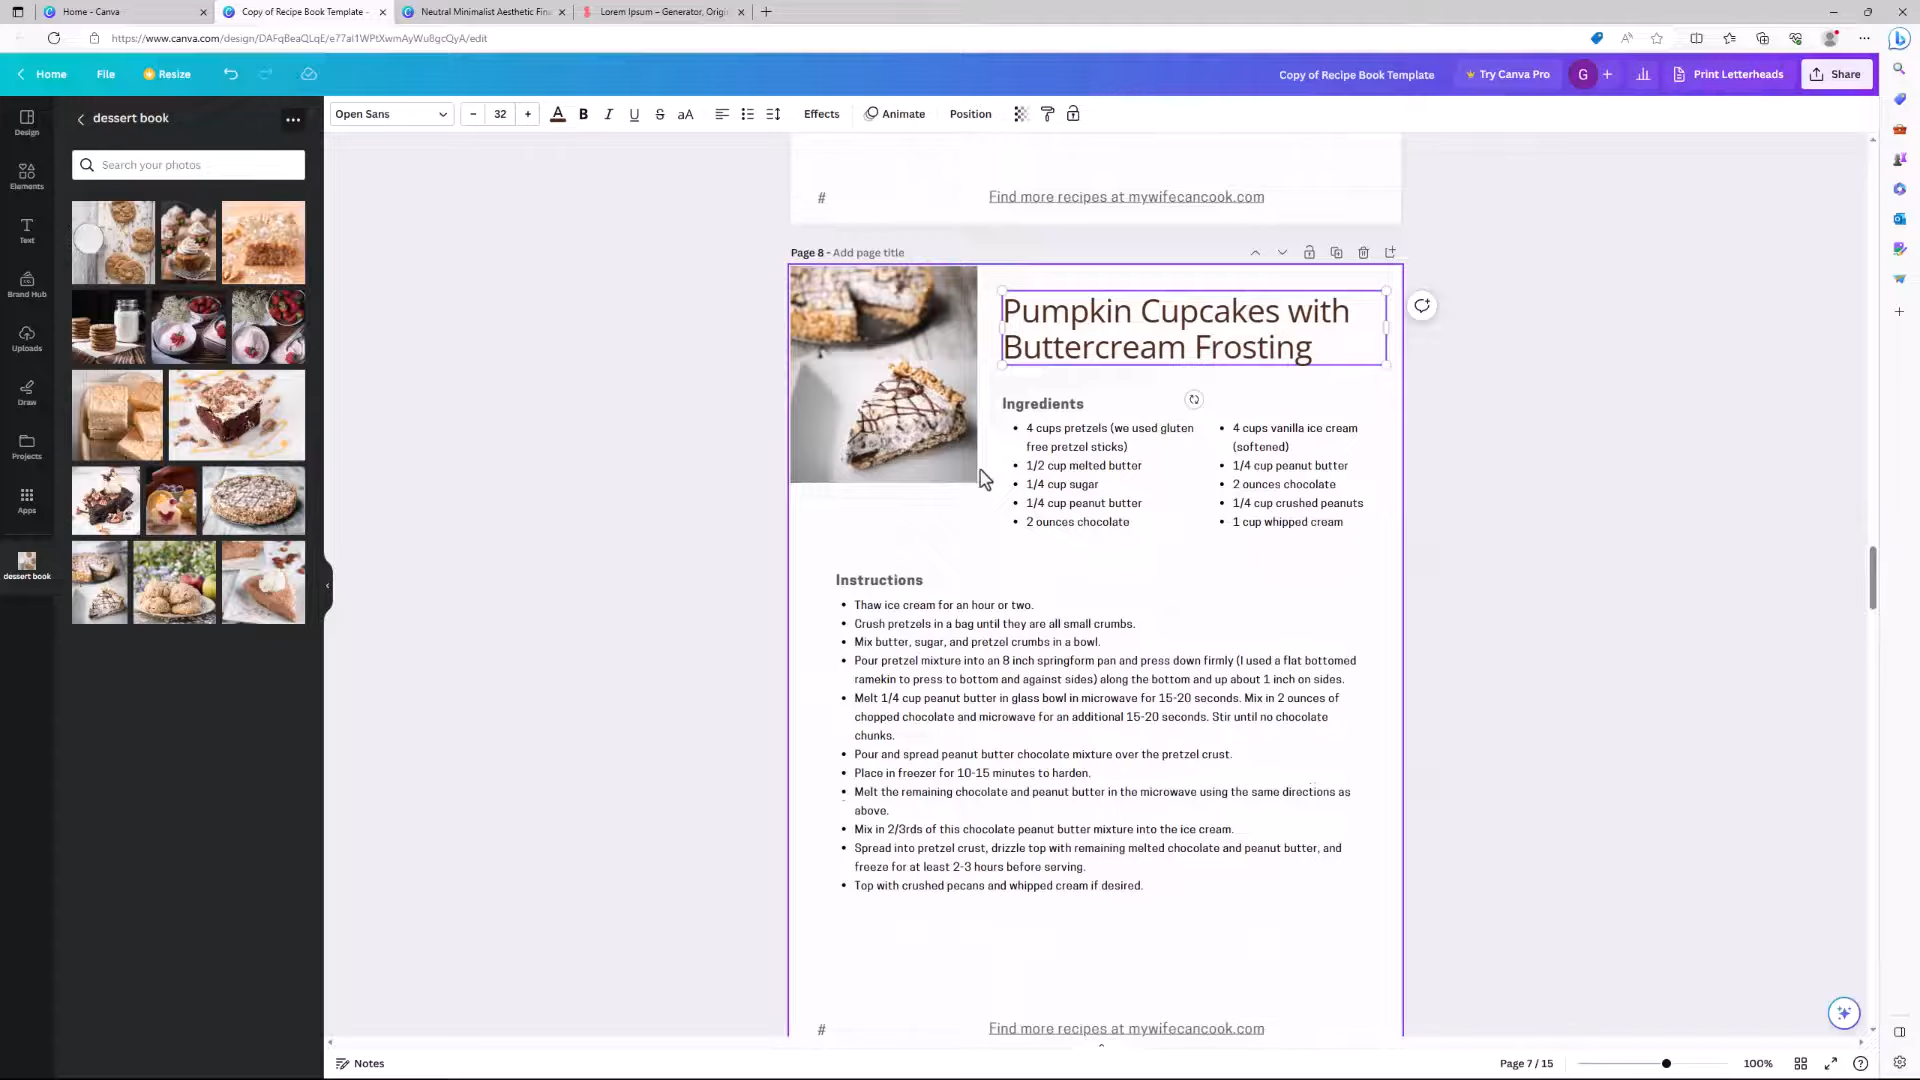 Home - Canva
Copy of Recipe Book Template -
Neutral Minimalist Aesthetic Fin
Lorem Ipsum – Generator, Origi
https://www.canva.com/design/DAFqBeaQLqE/e77al1WPtXwmAyWu8gcQyA/edit
Home
File
Resize
Copy of Recipe Book Template
Try Canva Pro
G
Print Letterheads
Share
Design
Elements
Text
Brand Hub
Uploads
Draw
Projects
Apps
dessert book
dessert book
Search your photos
Open Sans
32
A
B
I
U
S
aA
Effects
Animate
Position
#
Find more recipes at mywifecancook.com
Page 8 - Add page title
Pumpkin Cupcakes with
Buttercream Frosting
Ingredients
• 4 cups pretzels (we used gluten
free pretzel sticks)
• 1/2 cup melted butter
• 1/4 cup sugar
• 1/4 cup peanut butter
• 2 ounces chocolate
• 4 cups vanilla ice cream
(softened)
• 1/4 cup peanut butter
• 2 ounces chocolate
• 1/4 cup crushed peanuts
• 1 cup whipped cream
Instructions
• Thaw ice cream for an hour or two.
• Crush pretzels in a bag until they are all small crumbs.
• Mix butter, sugar, and pretzel crumbs in a bowl.
• Pour pretzel mixture into an 8 inch springform pan and press down firmly (I used a flat bottomed
ramekin to press to bottom and against sides) along the bottom and up about 1 inch on sides.
• Melt 1/4 cup peanut butter in glass bowl in microwave for 15-20 seconds. Mix in 2 ounces of
chopped chocolate and microwave for an additional 15-20 seconds. Stir until no chocolate
chunks.
• Pour and spread peanut butter chocolate mixture over the pretzel crust.
• Place in freezer for 10-15 minutes to harden.
• Melt the remaining chocolate and peanut butter in the microwave using the same directions as
above.
• Mix in 2/3rds of this chocolate peanut butter mixture into the ice cream.
• Spread into pretzel crust, drizzle top with remaining melted chocolate and peanut butter, and
freeze for at least 2-3 hours before serving.
• Top with crushed pecans and whipped cream if desired.
#
Find more recipes at mywifecancook.com
Notes
Page 7 / 15
100%